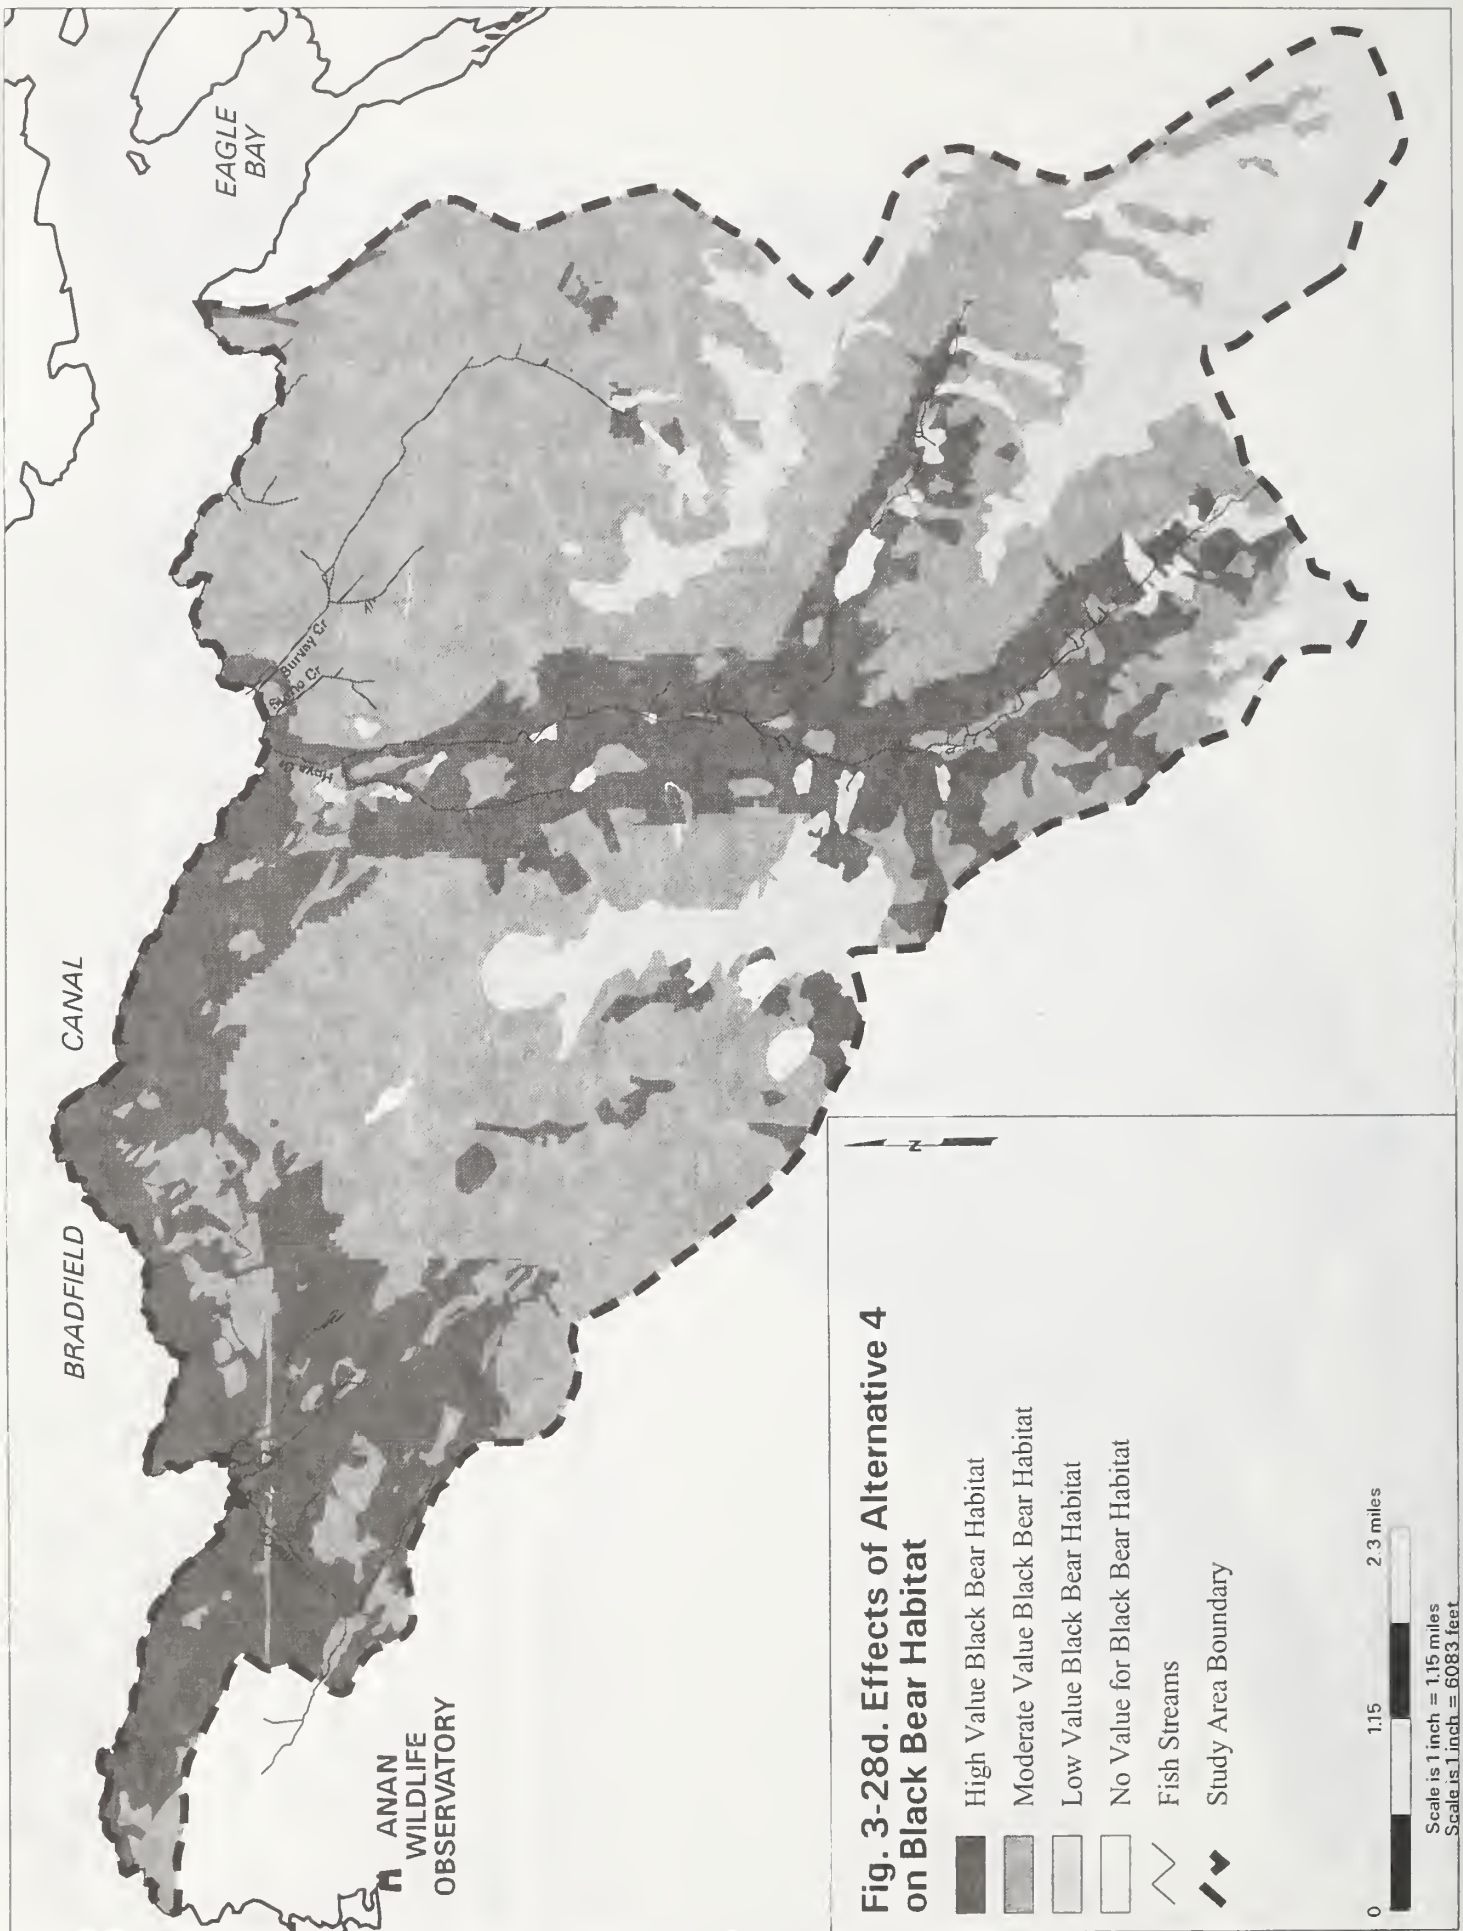 EAGLE
BAY
BRADFIELD CANAL
Survey Cr
Hoya Cr
ANAN
WILDLIFE
OBSERVATORY
N
Fig. 3-28d. Effects of Alternative 4
on Black Bear Habitat
High Value Black Bear Habitat
Moderate Value Black Bear Habitat
Low Value Black Bear Habitat
No Value for Black Bear Habitat
Fish Streams
Study Area Boundary
0 1.15 2.3 miles
Scale is 1 inch = 1.15 miles
Scale is 1 inch = 6083 feet